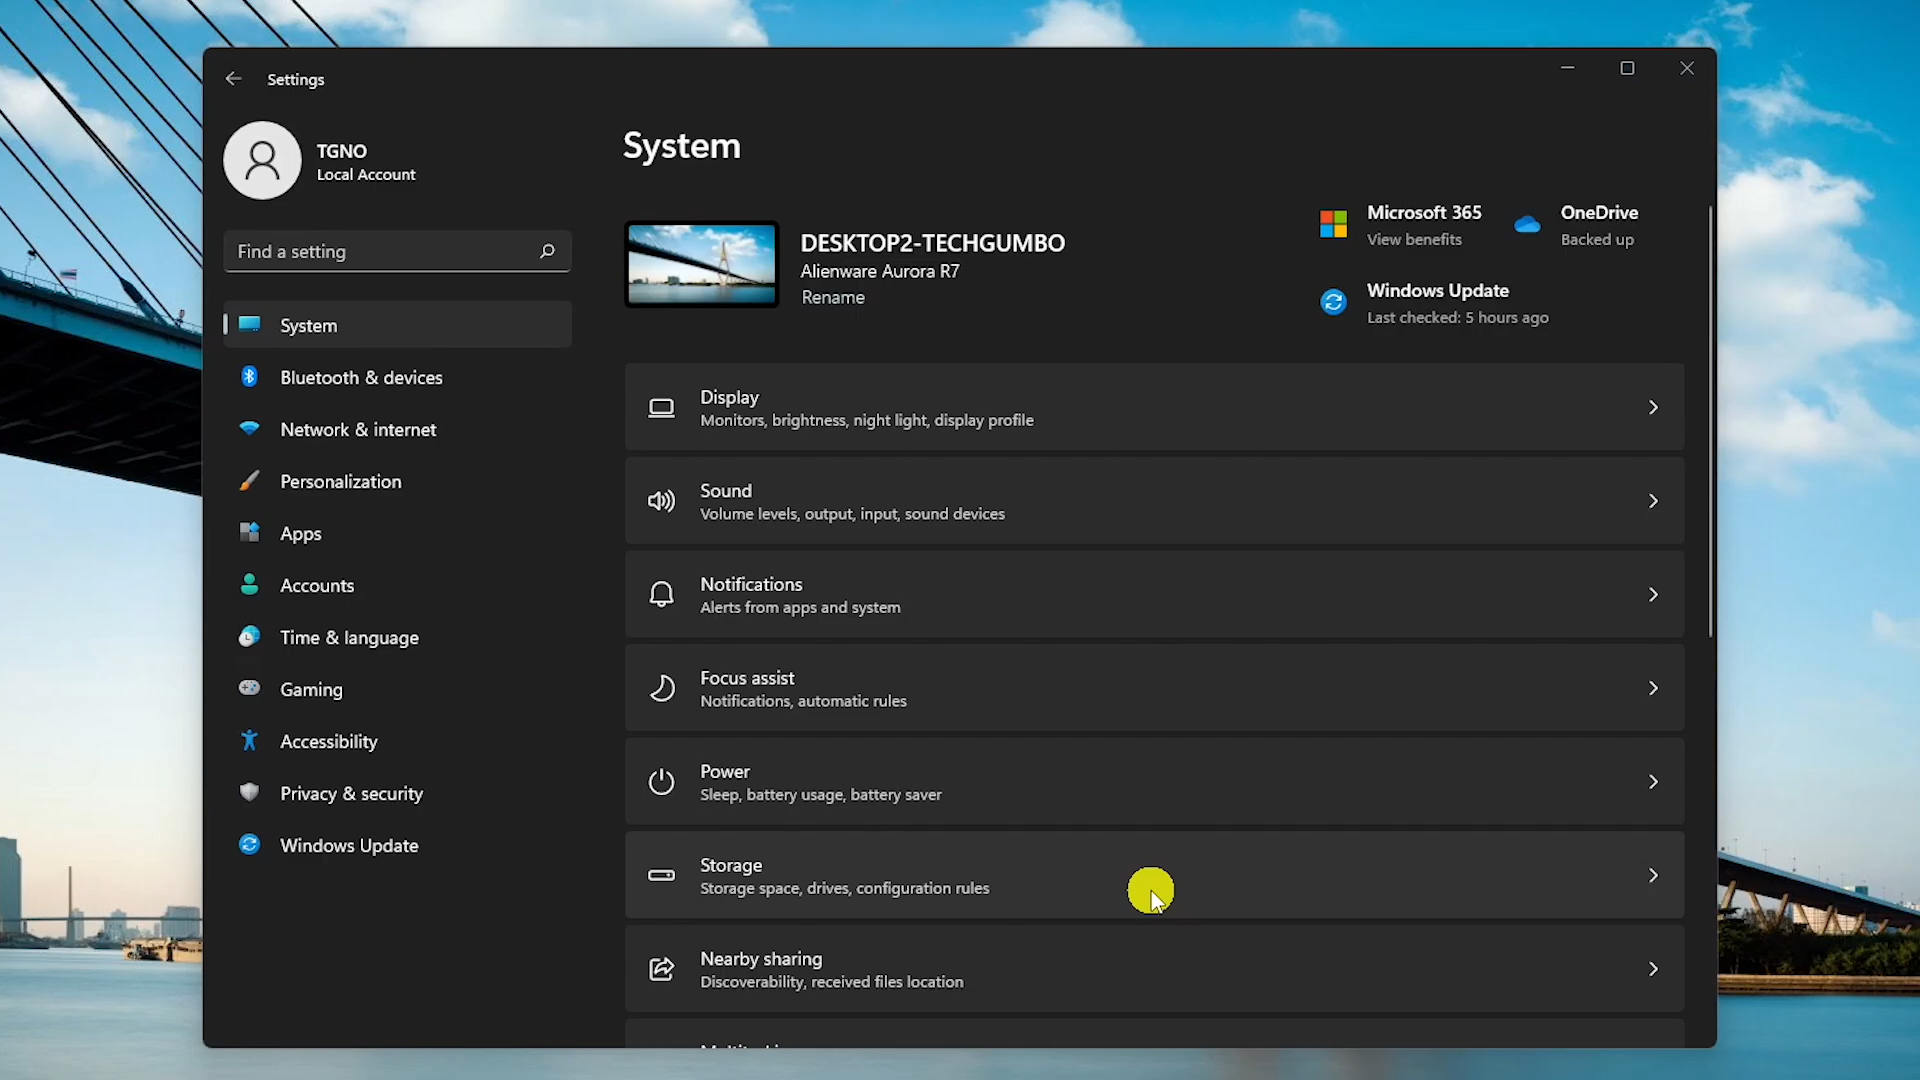 Settings
TGNO
Local Account
Find a setting
System
Bluetooth & devices
Network & internet
Personalization
Apps
Accounts
Time & language
Gaming
Accessibility
Privacy & security
Windows Update
System
DESKTOP2-TECHGUMBO
Alienware Aurora R7
Rename
Microsoft 365
View benefits
OneDrive
Backed up
Windows Update
Last checked: 5 hours ago
Display
Monitors, brightness, night light, display profile
Sound
Volume levels, output, input, sound devices
Notifications
Alerts from apps and system
Focus assist
Notifications, automatic rules
Power
Sleep, battery usage, battery saver
Storage
Storage space, drives, configuration rules
Nearby sharing
Discoverability, received files location